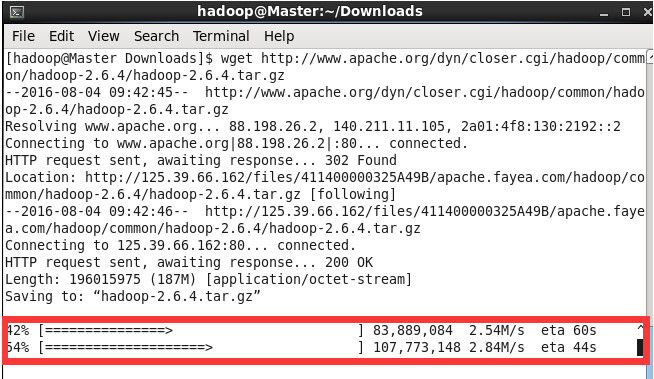 hadoop@Master:~/Downloads
File Edit View Search Terminal Help
[hadoop@Master Downloads]$ wget http://www.apache.org/dyn/closer.cgi/hadoop/comm
on/hadoop-2.6.4/hadoop-2.6.4.tar.gz
--2016-08-04 09:42:45--  http://www.apache.org/dyn/closer.cgi/hadoop/common/hado
op-2.6.4/hadoop-2.6.4.tar.gz
Resolving www.apache.org... 88.198.26.2, 140.211.11.105, 2a01:4f8:130:2192::2
Connecting to www.apache.org|88.198.26.2|:80... connected.
HTTP request sent, awaiting response... 302 Found
Location: http://125.39.66.162/files/411400000325A49B/apache.fayea.com/hadoop/co
mmon/hadoop-2.6.4/hadoop-2.6.4.tar.gz [following]
--2016-08-04 09:42:46--  http://125.39.66.162/files/411400000325A49B/apache.faye
a.com/hadoop/common/hadoop-2.6.4/hadoop-2.6.4.tar.gz
Connecting to 125.39.66.162:80... connected.
HTTP request sent, awaiting response... 200 OK
Length: 196015975 (187M) [application/octet-stream]
Saving to: “hadoop-2.6.4.tar.gz”
42% [===============>                       ] 83,889,084  2.54M/s  eta 60s     ^
54% [====================>                  ] 107,773,148 2.84M/s  eta 44s